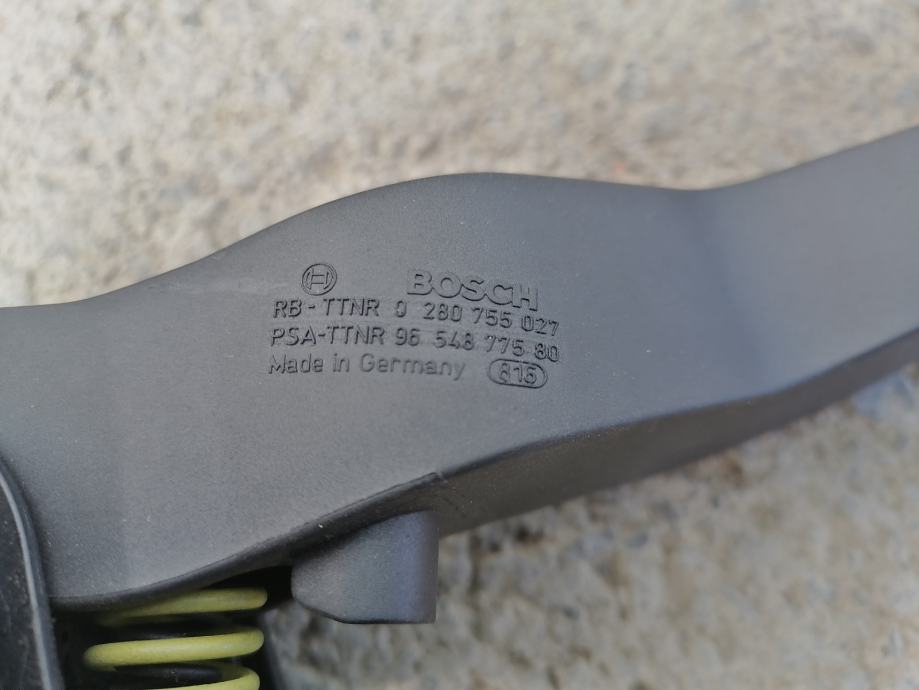 BOSCH
RB - TTNR 0 280 755 027
PSA-TTNR 96 548 775 80
Made in Germany 816